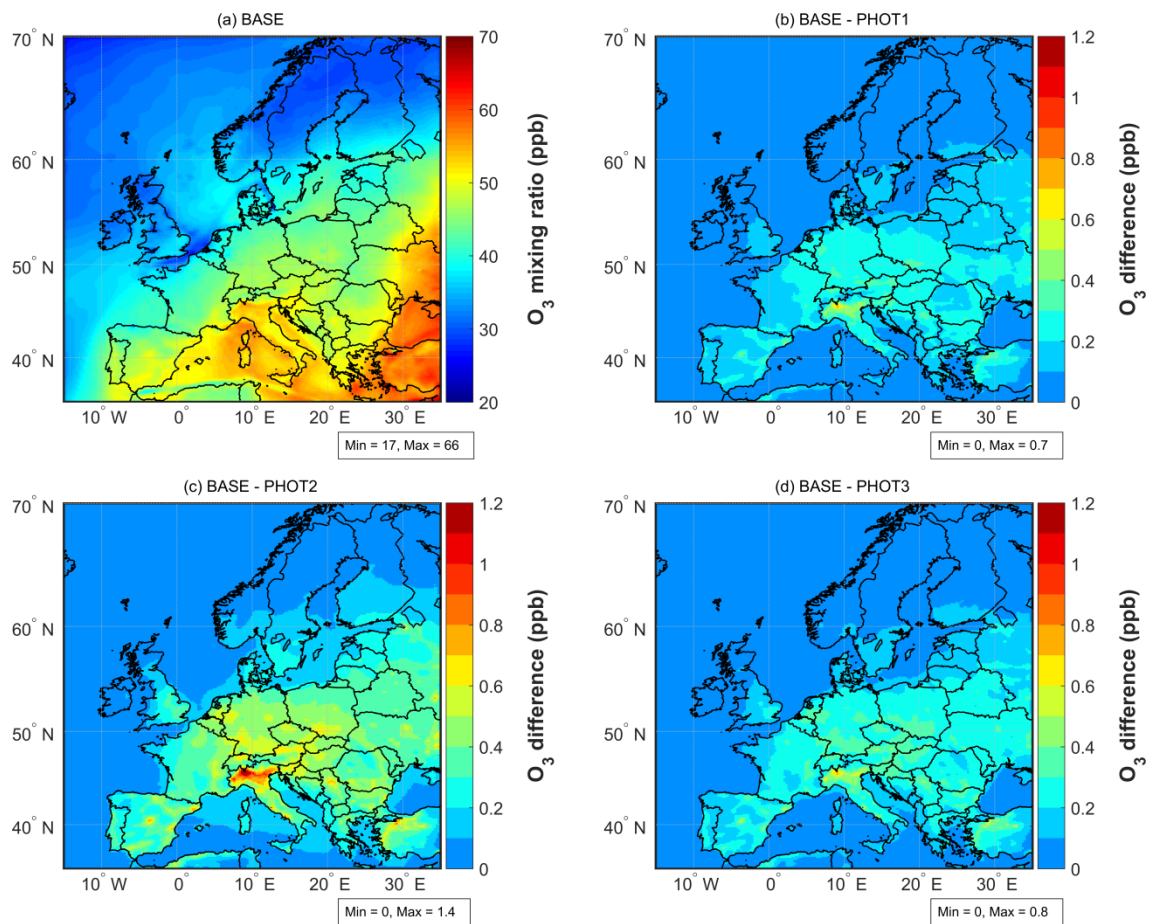 (a) BASE
70° N
60° N
50° N
40° N
10° W 0° 10° E 20° E 30° E
70
60
50
40
30
20
O3 mixing ratio (ppb)
Min = 17, Max = 66
(b) BASE - PHOT1
70° N
60° N
50° N
40° N
10° W 0° 10° E 20° E 30° E
1.2
1
0.8
0.6
0.4
0.2
0
O3 difference (ppb)
Min = 0, Max = 0.7
(c) BASE - PHOT2
70° N
60° N
50° N
40° N
10° W 0° 10° E 20° E 30° E
1.2
1
0.8
0.6
0.4
0.2
0
O3 difference (ppb)
Min = 0, Max = 1.4
(d) BASE - PHOT3
70° N
60° N
50° N
40° N
10° W 0° 10° E 20° E 30° E
1.2
1
0.8
0.6
0.4
0.2
0
O3 difference (ppb)
Min = 0, Max = 0.8